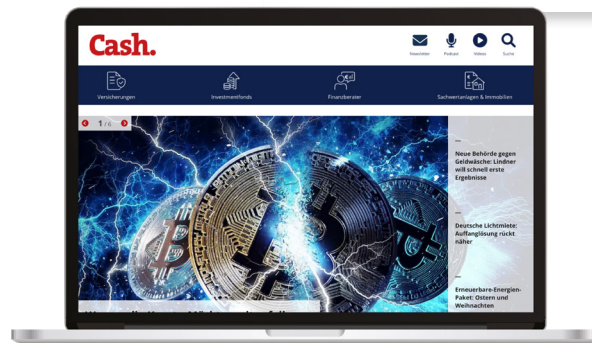 Cash.
Newsletter
Podcast
Videos
Suche
Versicherungen
Investmentfonds
Finanzberater
Sachwertanlagen & Immobilien
1 / 6
Neue Behörde gegen
Geldwäsche: Lindner
will schnell erste
Ergebnisse
Deutsche Lichtmiete:
Auffanglösung rückt
näher
Erneuerbare-Energien-
Paket: Ostern und
Weihnachten